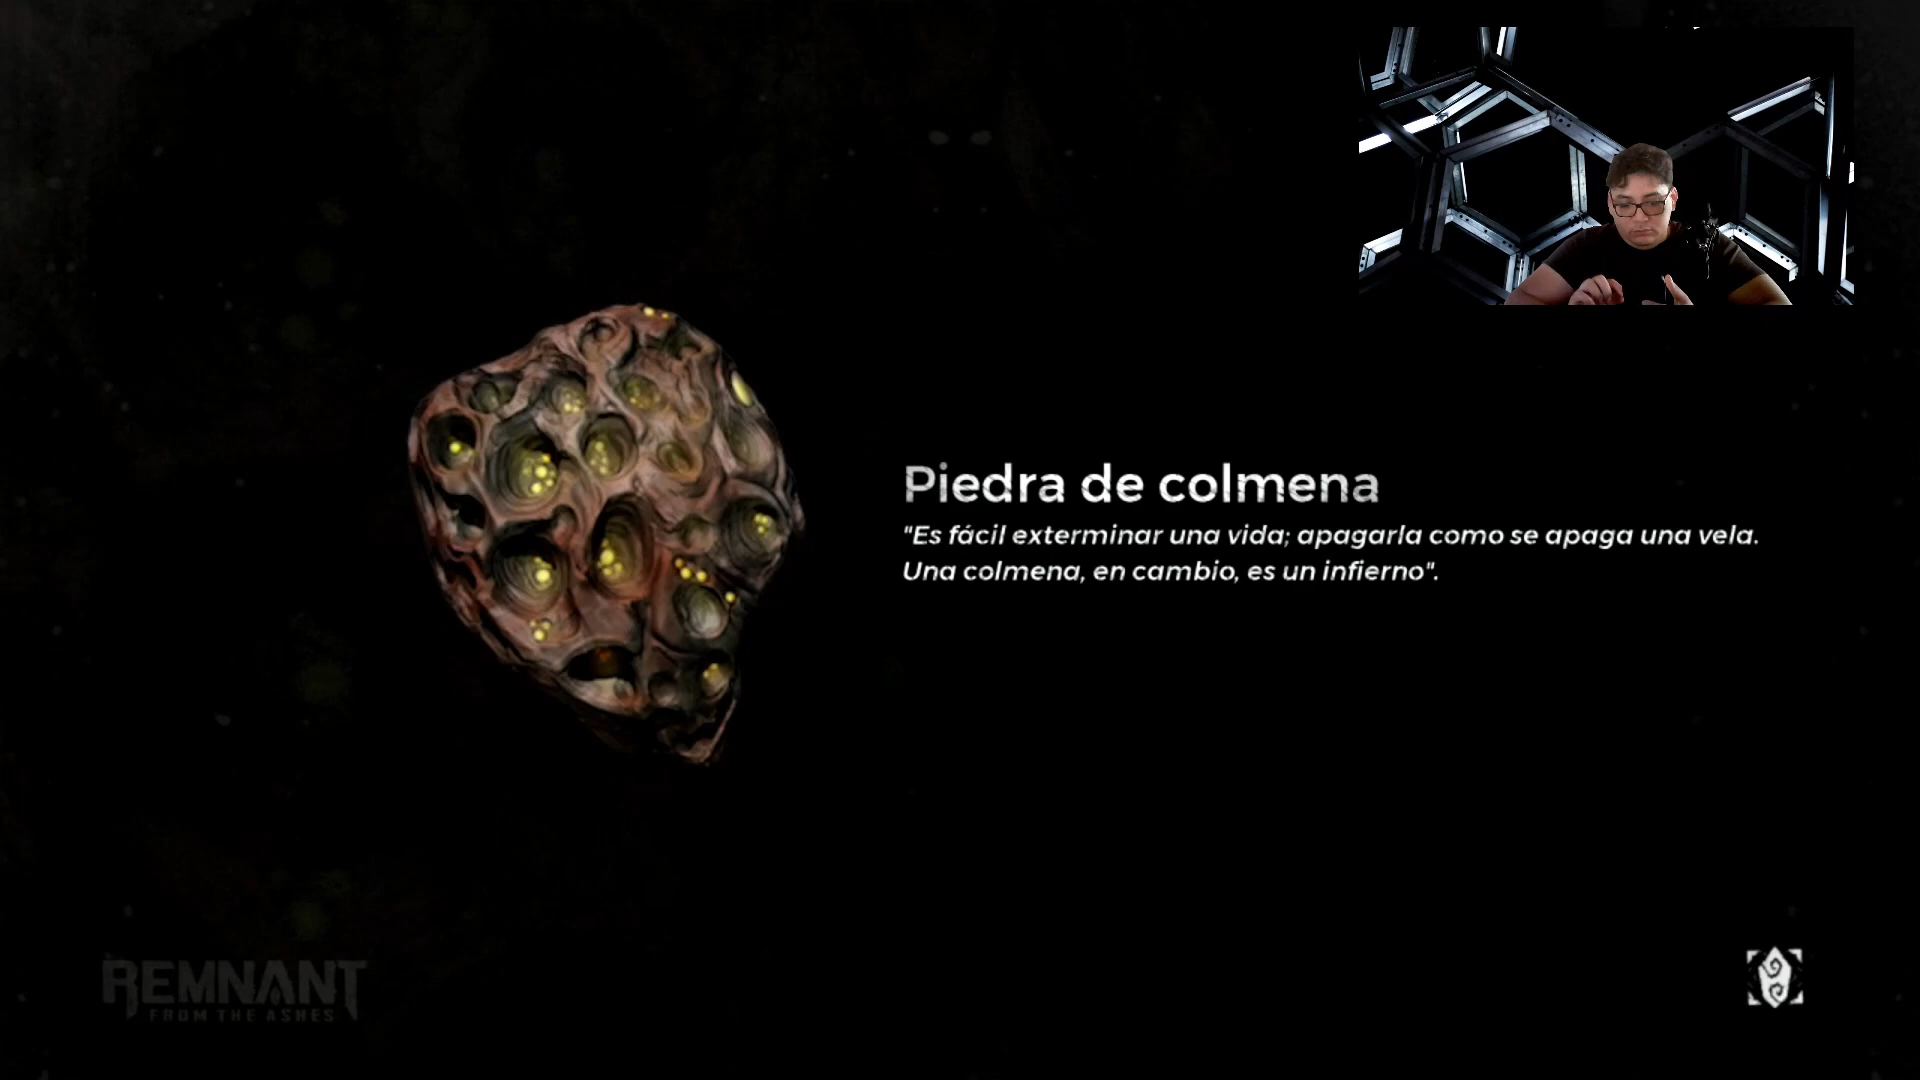 Piedra de colmena
"Es fácil exterminar una vida; apagarla como se apaga una vela.
Una colmena, en cambio, es un infierno".
REMNANT
FROM THE ASHES